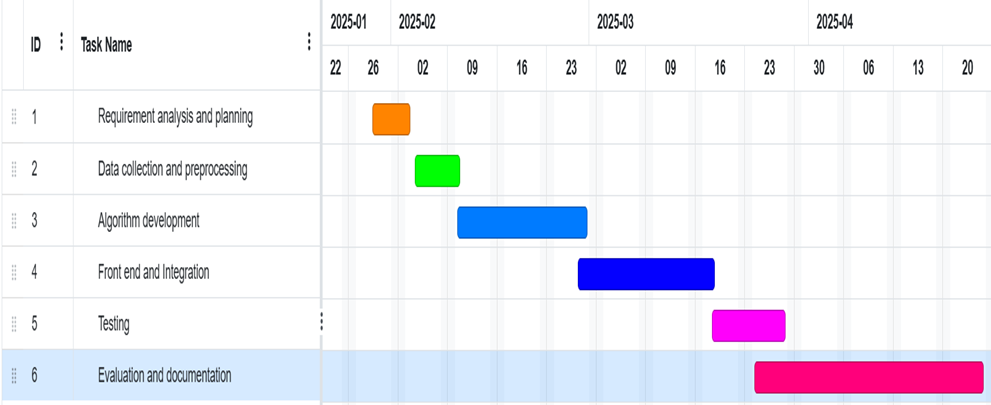 2025-01 2025-02 2025-03 2025-04
ID Task Name
22 26 02 09 16 23 02 09 16 23 30 06 13 20
1 Requirement analysis and planning
2 Data collection and preprocessing
3 Algorithm development
4 Front end and Integration
5 Testing
6 Evaluation and documentation